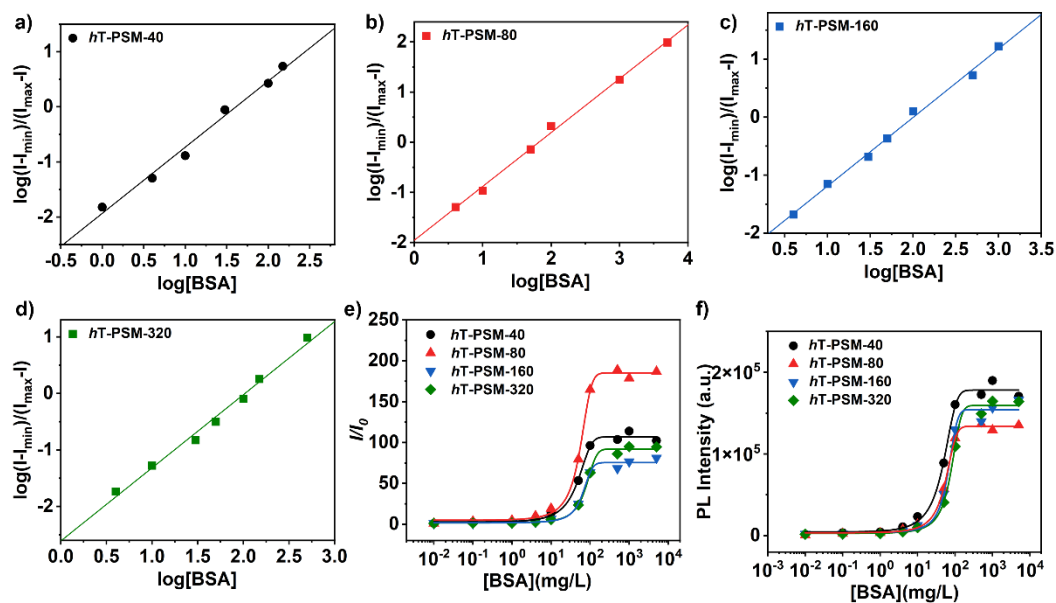 a)
hT-PSM-40
log(I-Imin)/(Imax-I)
1
0
-1
-2
-0.5 0.0 0.5 1.0 1.5 2.0 2.5
log[BSA]
b)
hT-PSM-80
log(I-Imin)/(Imax-I)
2
1
0
-1
-2
0 1 2 3 4
log[BSA]
c)
hT-PSM-160
log(I-Imin)/(Imax-I)
1
0
-1
-2
0.5 1.0 1.5 2.0 2.5 3.0 3.5
log[BSA]
d)
hT-PSM-320
log(I-Imin)/(Imax-I)
1
0
-1
-2
0.0 0.5 1.0 1.5 2.0 2.5 3.0
log[BSA]
e)
hT-PSM-40
hT-PSM-80
hT-PSM-160
hT-PSM-320
I/I0
250
200
150
100
50
0
10⁻² 10⁻¹ 10⁰ 10¹ 10² 10³ 10⁴
[BSA](mg/L)
f)
hT-PSM-40
hT-PSM-80
hT-PSM-160
hT-PSM-320
PL Intensity (a.u.)
2×10⁵
1×10⁵
0
10⁻³ 10⁻² 10⁻¹ 10⁰ 10¹ 10² 10³ 10⁴
[BSA](mg/L)